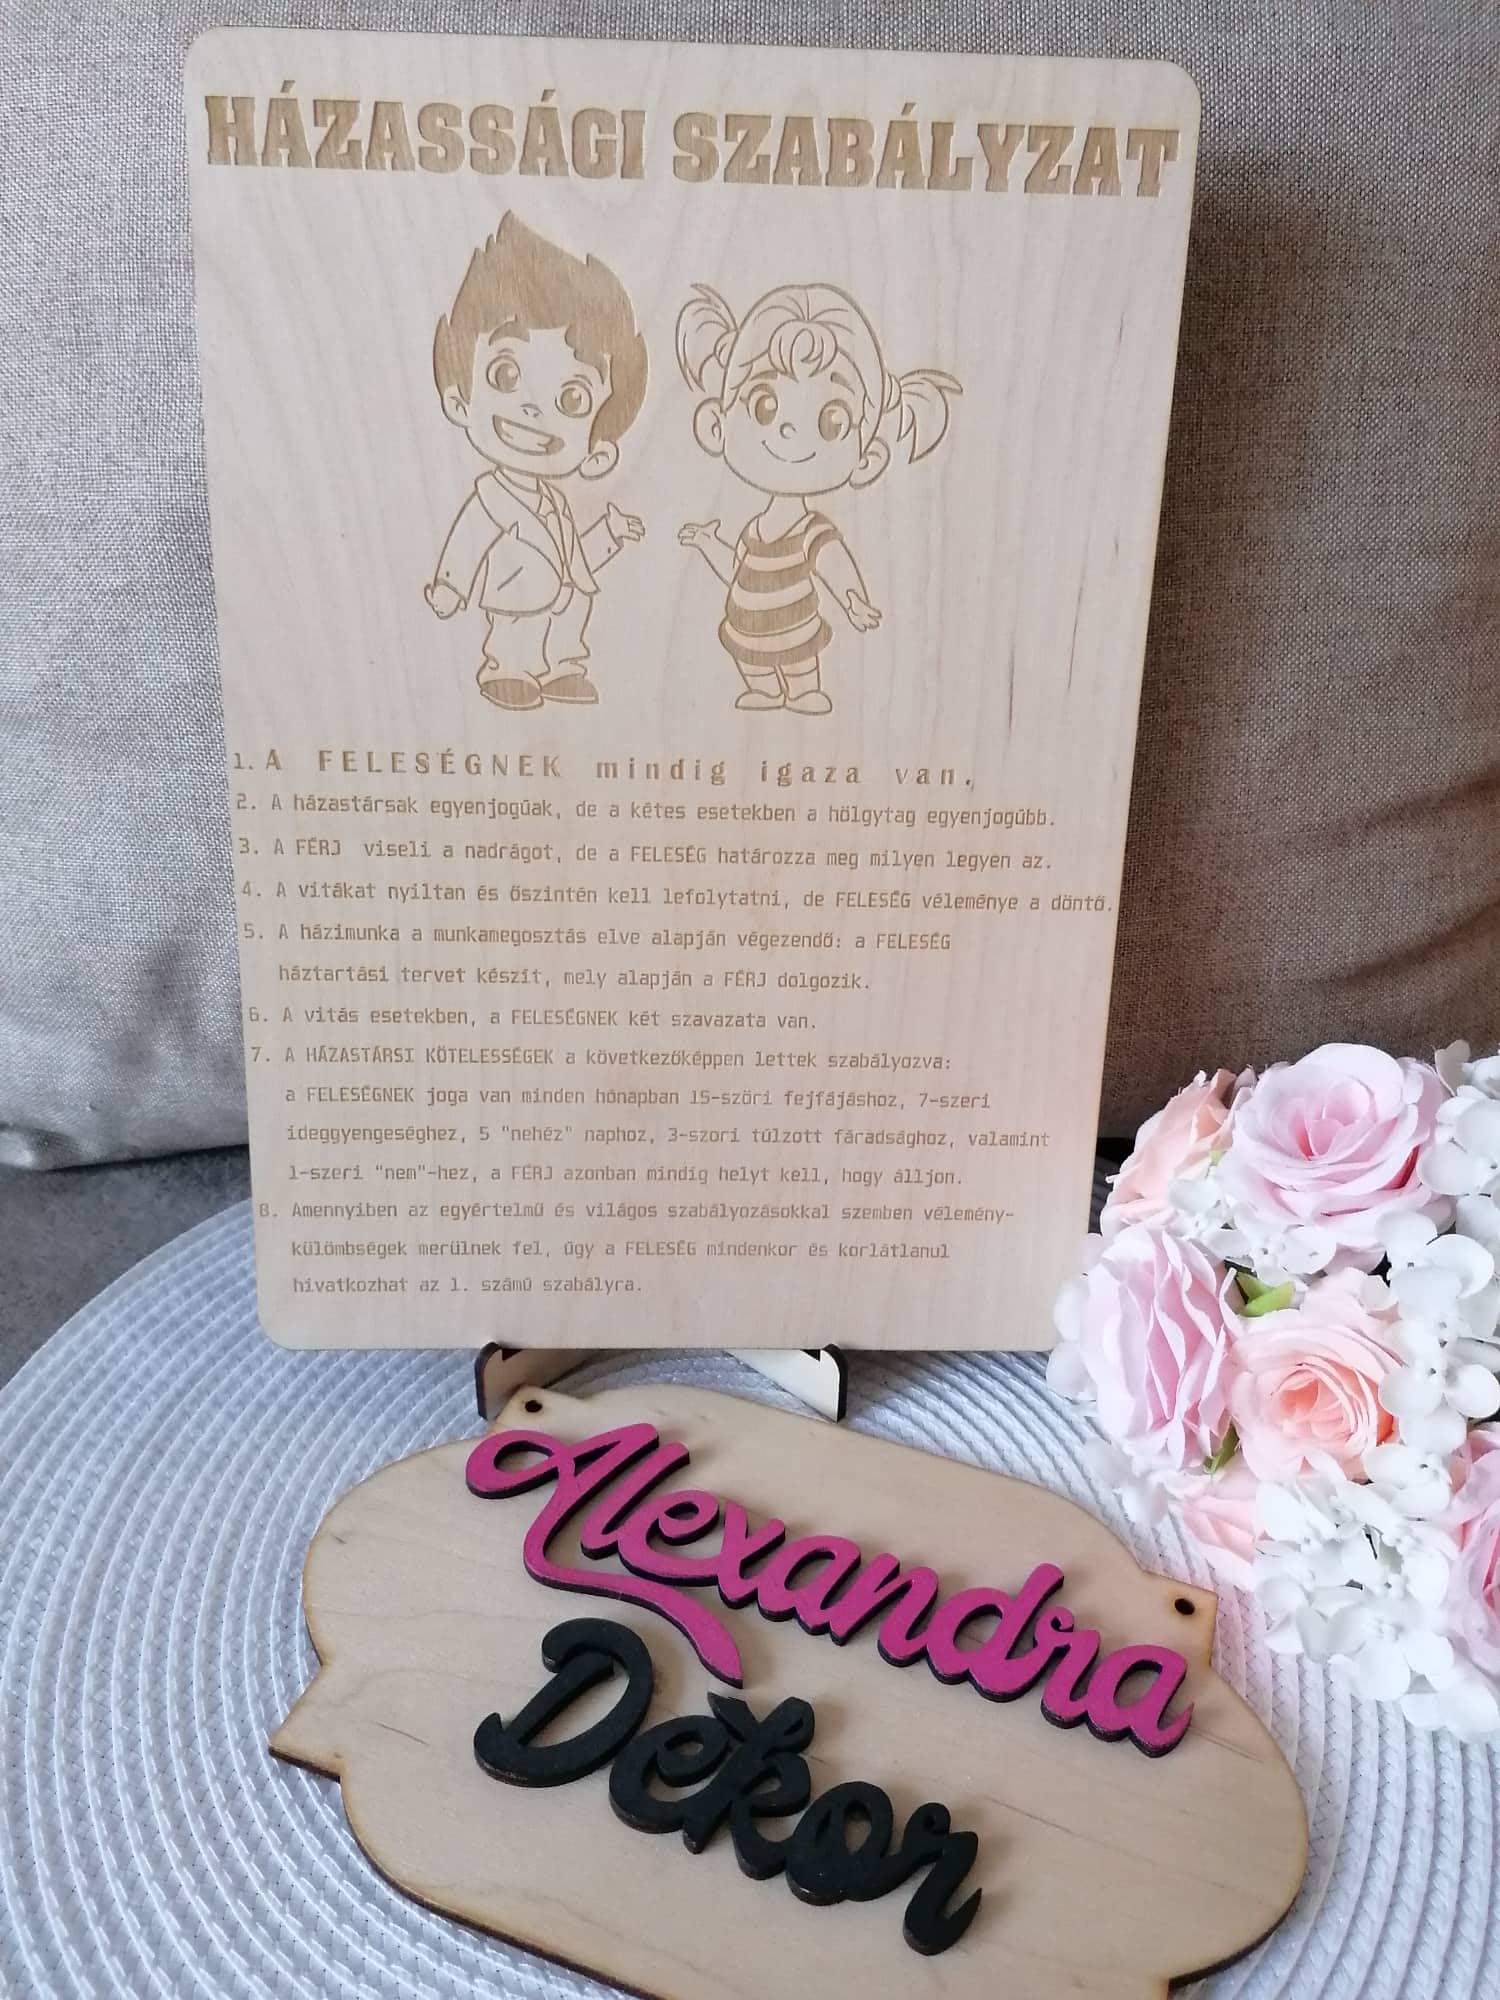 HÁZASSÁGI SZABÁLYZAT
1. A FELESÉGNEK mindig igaza van.
2. A házastársak egyenjogúak, de a kétes esetekben a hölgytag egyenjogúbb.
3. A FÉRJ viseli a nadrágot, de a FELESÉG határozza meg milyen legyen az.
4. A vitákat nyíltan és őszintén kell lefolytatni, de FELESÉG véleménye a döntő.
5. A házimunka a munkamegosztás elve alapján végezendő: a FELESÉG
háztartási tervet készít, mely alapján a FÉRJ dolgozik.
6. A vitás esetekben, a FELESÉGNEK két szavazata van.
7. A HÁZASTÁRSI KÖTELESSÉGEK a következőképpen lettek szabályozva:
a FELESÉGNEK joga van minden hónapban 15-szöri fejfájáshoz, 7-szeri
ideggyengeséghez, 5 "nehéz" naphoz, 3-szori túlzott fáradsághoz, valamint
1-szeri "nem"-hez, a FÉRJ azonban mindig helyt kell, hogy álljon.
8. Amennyiben az egyértelmű és világos szabályozásokkal szemben vélemény-
külömbségek merülnek fel, úgy a FELESÉG mindenkor és korlátlanul
hivatkozhat az 1. számú szabályra.
Alexandra
Dekor